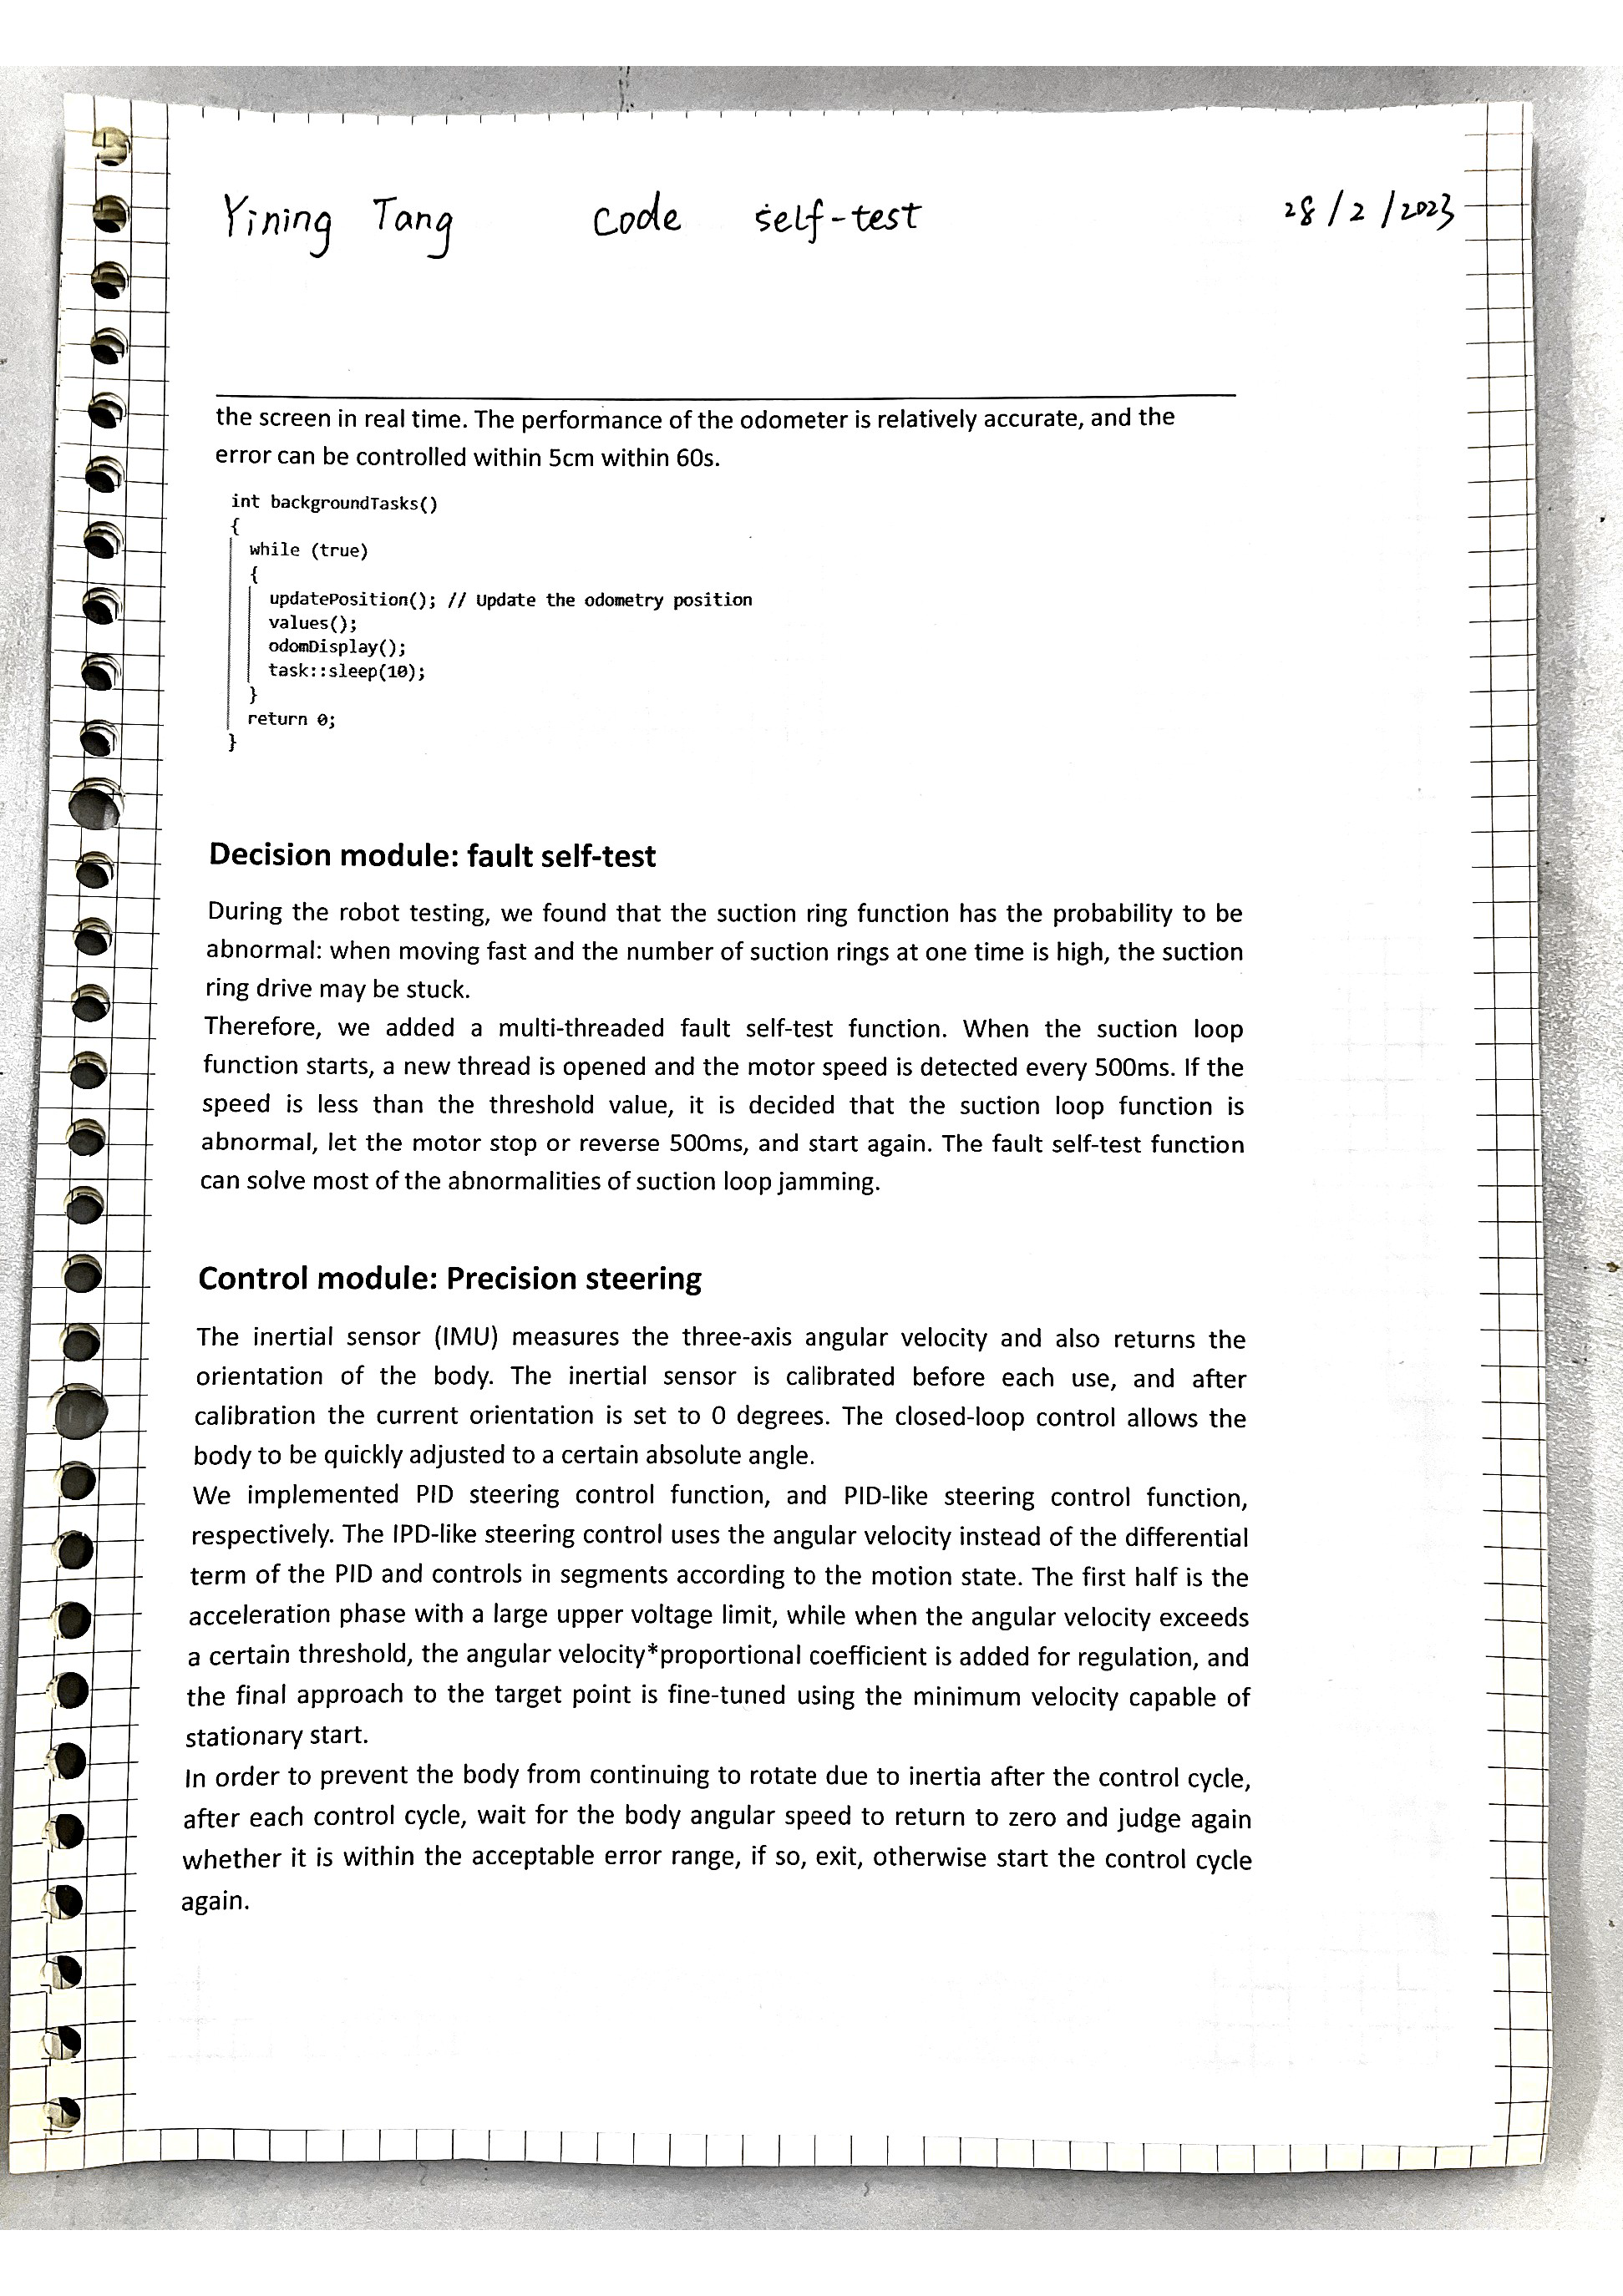 Yining Tang code self-test 28/2/2023
the screen in real time. The performance of the odometer is relatively accurate, and the
error can be controlled within 5cm within 60s.
int backgroundTasks()
{
while (true)
{
updatePosition(); // Update the odometry position
values();
odomDisplay();
task::sleep(10);
}
return 0;
}
Decision module: fault self-test
During the robot testing, we found that the suction ring function has the probability to be
abnormal: when moving fast and the number of suction rings at one time is high, the suction
ring drive may be stuck.
Therefore, we added a multi-threaded fault self-test function. When the suction loop
function starts, a new thread is opened and the motor speed is detected every 500ms. If the
speed is less than the threshold value, it is decided that the suction loop function is
abnormal, let the motor stop or reverse 500ms, and start again. The fault self-test function
can solve most of the abnormalities of suction loop jamming.
Control module: Precision steering
The inertial sensor (IMU) measures the three-axis angular velocity and also returns the
orientation of the body. The inertial sensor is calibrated before each use, and after
calibration the current orientation is set to 0 degrees. The closed-loop control allows the
body to be quickly adjusted to a certain absolute angle.
We implemented PID steering control function, and PID-like steering control function,
respectively. The IPD-like steering control uses the angular velocity instead of the differential
term of the PID and controls in segments according to the motion state. The first half is the
acceleration phase with a large upper voltage limit, while when the angular velocity exceeds
a certain threshold, the angular velocity*proportional coefficient is added for regulation, and
the final approach to the target point is fine-tuned using the minimum velocity capable of
stationary start.
In order to prevent the body from continuing to rotate due to inertia after the control cycle,
after each control cycle, wait for the body angular speed to return to zero and judge again
whether it is within the acceptable error range, if so, exit, otherwise start the control cycle
again.